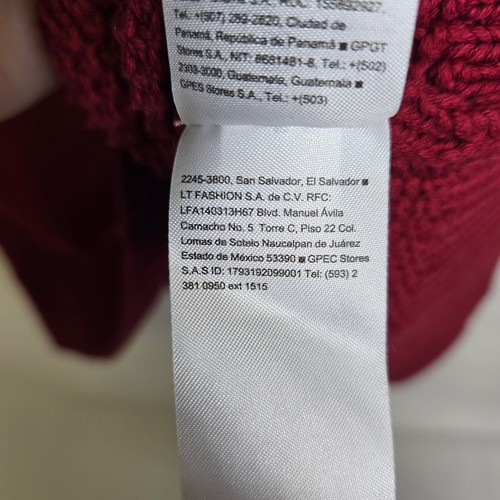 Tel.: +(507) 269-2620, Ciudad de
Panamá, República de Panamá ■ GPGT
Stores S.A., NIT: 8681481-8, Tel.: +(502)
2303-3000, Guatemala, Guatemala ■
GPES Stores S.A., Tel.: +(503)
2245-3800, San Salvador, El Salvador ■
LT FASHION S.A. de C.V. RFC:
LFA140313H67 Blvd. Manuel Ávila
Camacho No. 5 Torre C, Piso 22 Col.
Lomas de Sotelo Naucalpan de Juárez
Estado de México 53390 ■ GPEC Stores
S.A.S ID: 1793192099001 Tel: (593) 2
381 0950 ext 1515